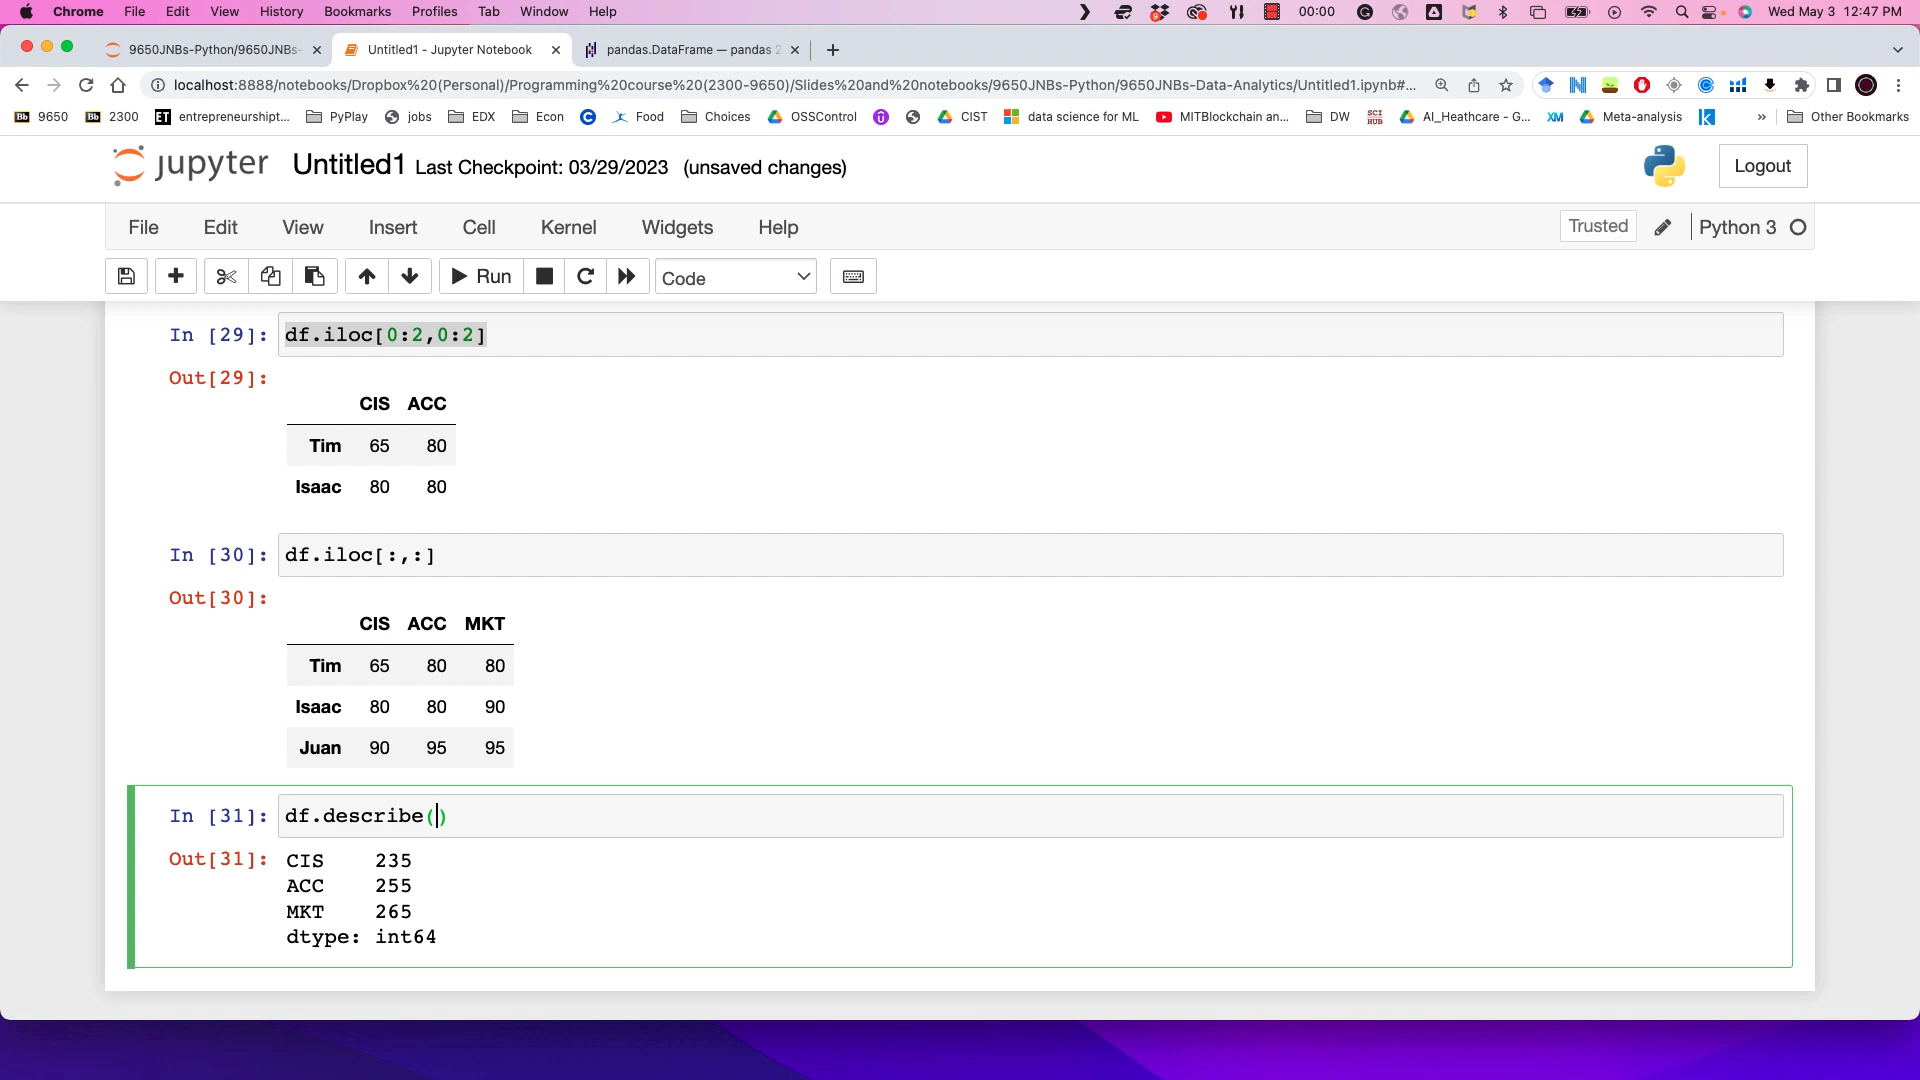 Chrome File Edit View History Bookmarks Profiles Tab Window Help 9 00:00 Wed May 3 12:47 PM
9650JNBs-Python/9650JNBs- Untitled1 - Jupyter Notebook pandas.DataFrame — pandas 2
localhost:8888/notebooks/Dropbox%20(Personal)/Programming%20course%20(2300-9650)/Slides%20and%20notebooks/9650JNBs-Python/9650JNBs-Data-Analytics/Untitled1.ipynb#...
Bb 9650 Bb 2300 ET entrepreneurshipt... PyPlay jobs EDX Econ Food Choices OSSControl CIST data science for ML MITBlockchain an... DW SCI HUB AI_Heathcare - G... XM Meta-analysis K » Other Bookmarks
jupyter Untitled1 Last Checkpoint: 03/29/2023 (unsaved changes) Logout
File Edit View Insert Cell Kernel Widgets Help Trusted Python 3
Run Code
In [29]: df.iloc[0:2,0:2]
Out[29]:
CIS ACC
Tim 65 80
Isaac 80 80
In [30]: df.iloc[:,:]
Out[30]:
CIS ACC MKT
Tim 65 80 80
Isaac 80 80 90
Juan 90 95 95
In [31]: df.describe()
Out[31]: CIS 235
ACC 255
MKT 265
dtype: int64